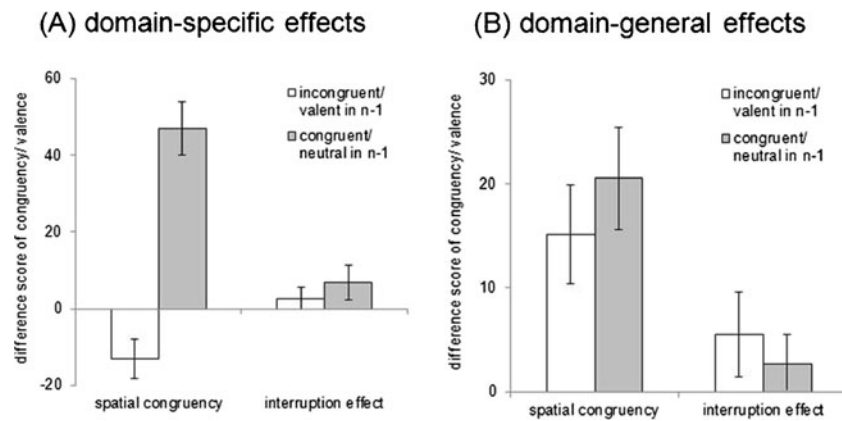 (A) domain-specific effects
difference score of congruency/ valence
60
40
20
0
-20
incongruent/
valent in n-1
congruent/
neutral in n-1
spatial congruency
interruption effect
(B) domain-general effects
difference score of congruency/ valence
30
20
10
0
incongruent/
valent in n-1
congruent/
neutral in n-1
spatial congruency
interruption effect